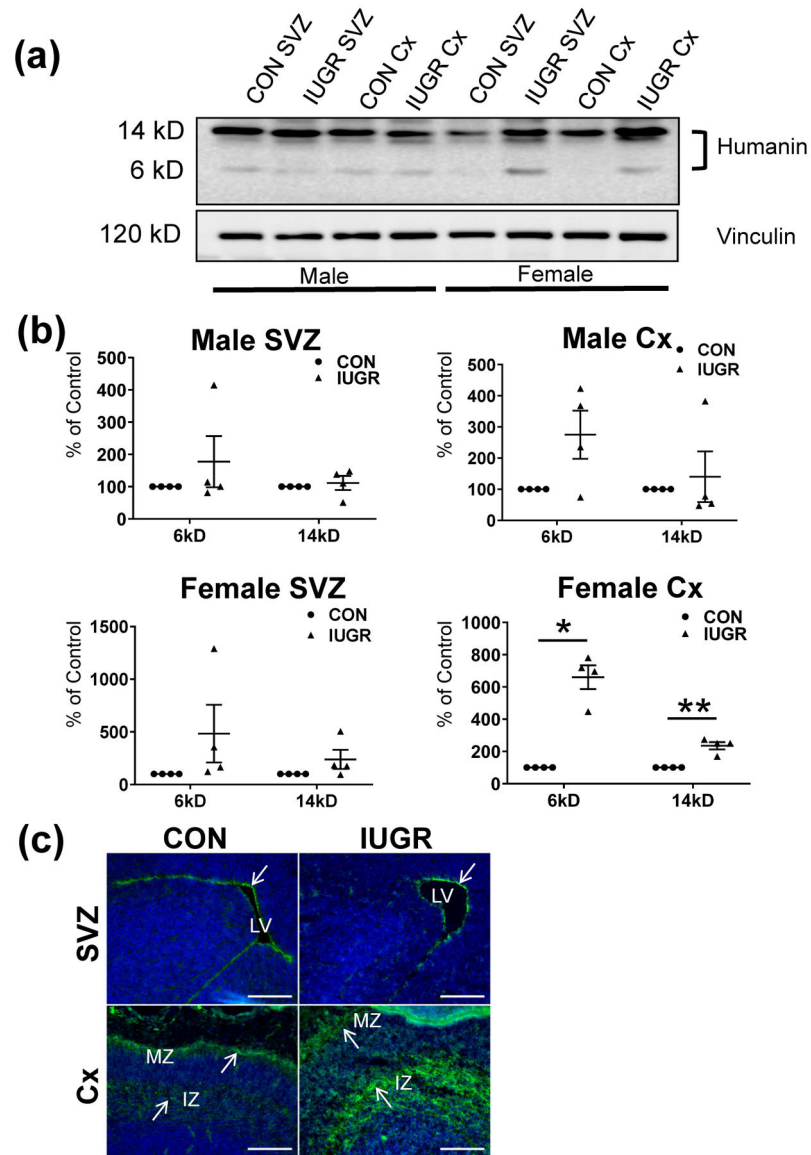 (a)
CON SVZ IUGR SVZ CON Cx IUGR Cx CON SVZ IUGR SVZ CON Cx IUGR Cx
14 kD
Humanin
6 kD
120 kD
Vinculin
Male Female
(b)
Male SVZ
CON
IUGR
% of Control
500
400
300
200
100
0
6kD 14kD
Male Cx
CON
IUGR
% of Control
500
400
300
200
100
0
6kD 14kD
Female SVZ
CON
IUGR
% of Control
1500
1000
500
0
6kD 14kD
Female Cx
CON
IUGR
% of Control
1000
800
600
400
200
0
*
**
6kD 14kD
(c)
CON IUGR
SVZ
LV
LV
Cx
MZ
IZ
MZ
IZ